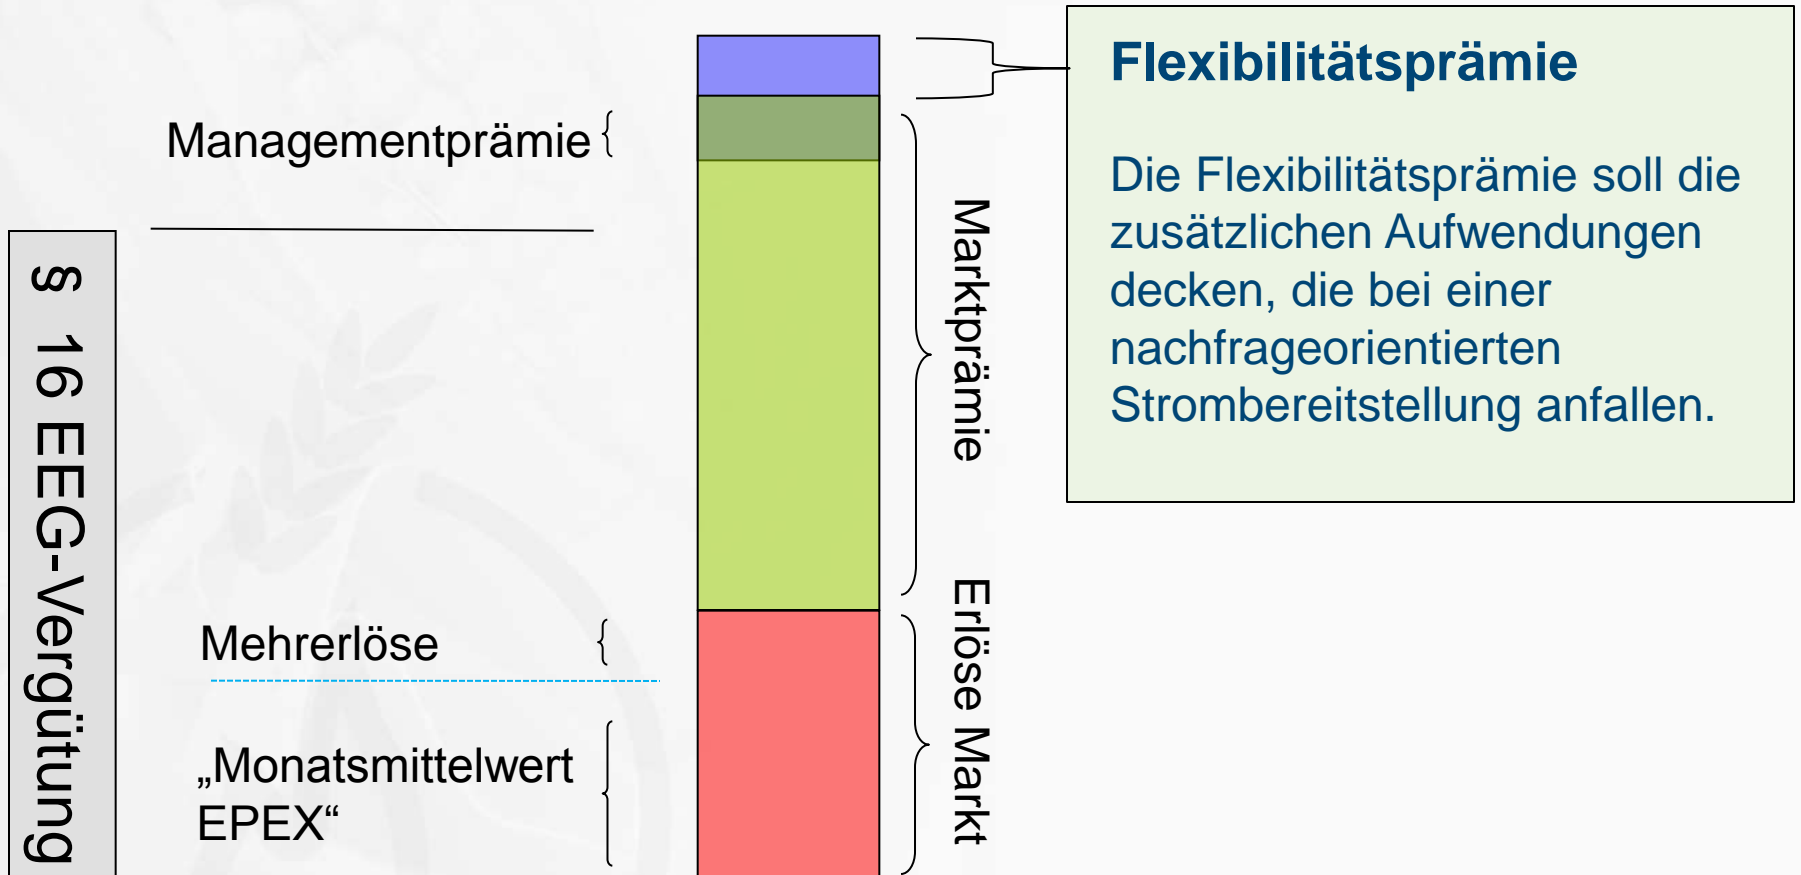 Flexibilitätsprämie
Die Flexibilitätsprämie soll die
zusätzlichen Aufwendungen
decken, die bei einer
nachfrageorientierten
Strombereitstellung anfallen.
Managementprämie
Marktprämie
§ 16 EEG-Vergütung
Mehrerlöse
Erlöse Markt
„Monatsmittelwert
EPEX“